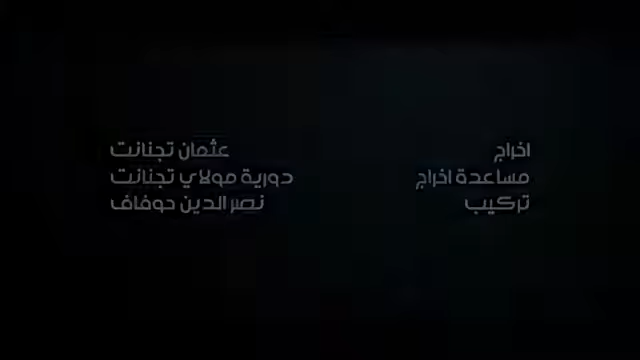 اخراج عثمان تجنانت
مساعدة اخراج دورية مولاي تجنانت
تركيب نصر الدين حوفاف